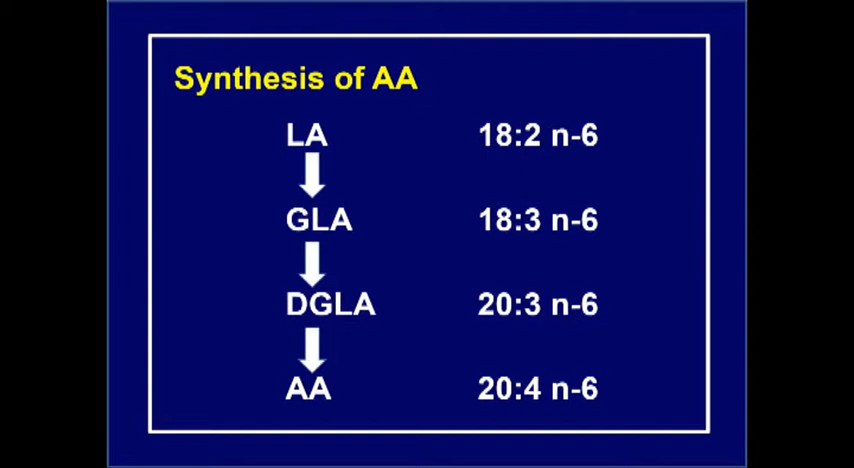 Synthesis of AA
LA 18:2 n-6
GLA 18:3 n-6
DGLA 20:3 n-6
AA 20:4 n-6